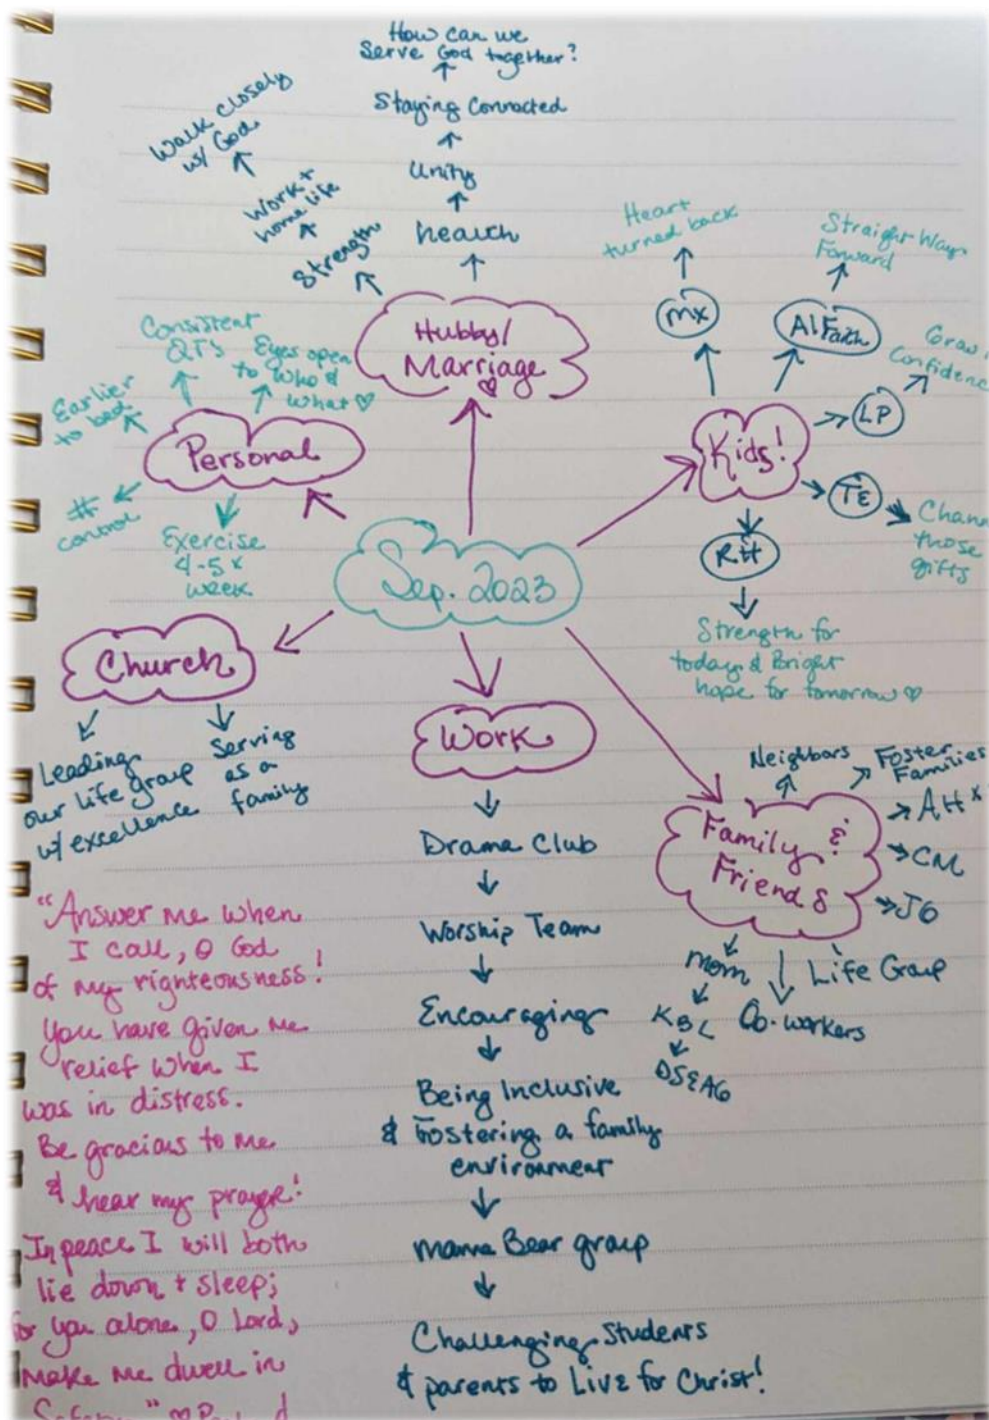 How can we
Serve God together?
Staying Connected
Unity
health
Walk closely
w/ God
Work +
home life
Strength
Hubby/
Marriage
Heart
turned back
mx
Straight Way
Forward
Al Faith
Grow
Confidence
LP
Kids!
TE
those
gifts
RH
Strength for
today & Bright
hope for tomorrow
Consistent
QT's
Eyes open
to who &
what
Earlier
to bed
Personal
#
control
Exercise
4-5 x
week
Sep. 2023
Church
Leading
our life group
w/ excellence
Serving
as a
family
Work
Drama Club
Worship Team
Encouraging
Being Inclusive
& Fostering a family
environment
mama Bear group
Challenging Students
& parents to Live for Christ!
Neighbors
Foster
Families
AH
CM
JG
Family &
Friends
mom
KBL
DS & AG
Co-workers
Life Group
"Answer me when
I call, O God
of my righteousness!
You have given me
relief when I
was in distress.
Be gracious to me
& hear my prayer!
In peace I will both
lie down + sleep;
for you alone, O Lord,
make me dwell in